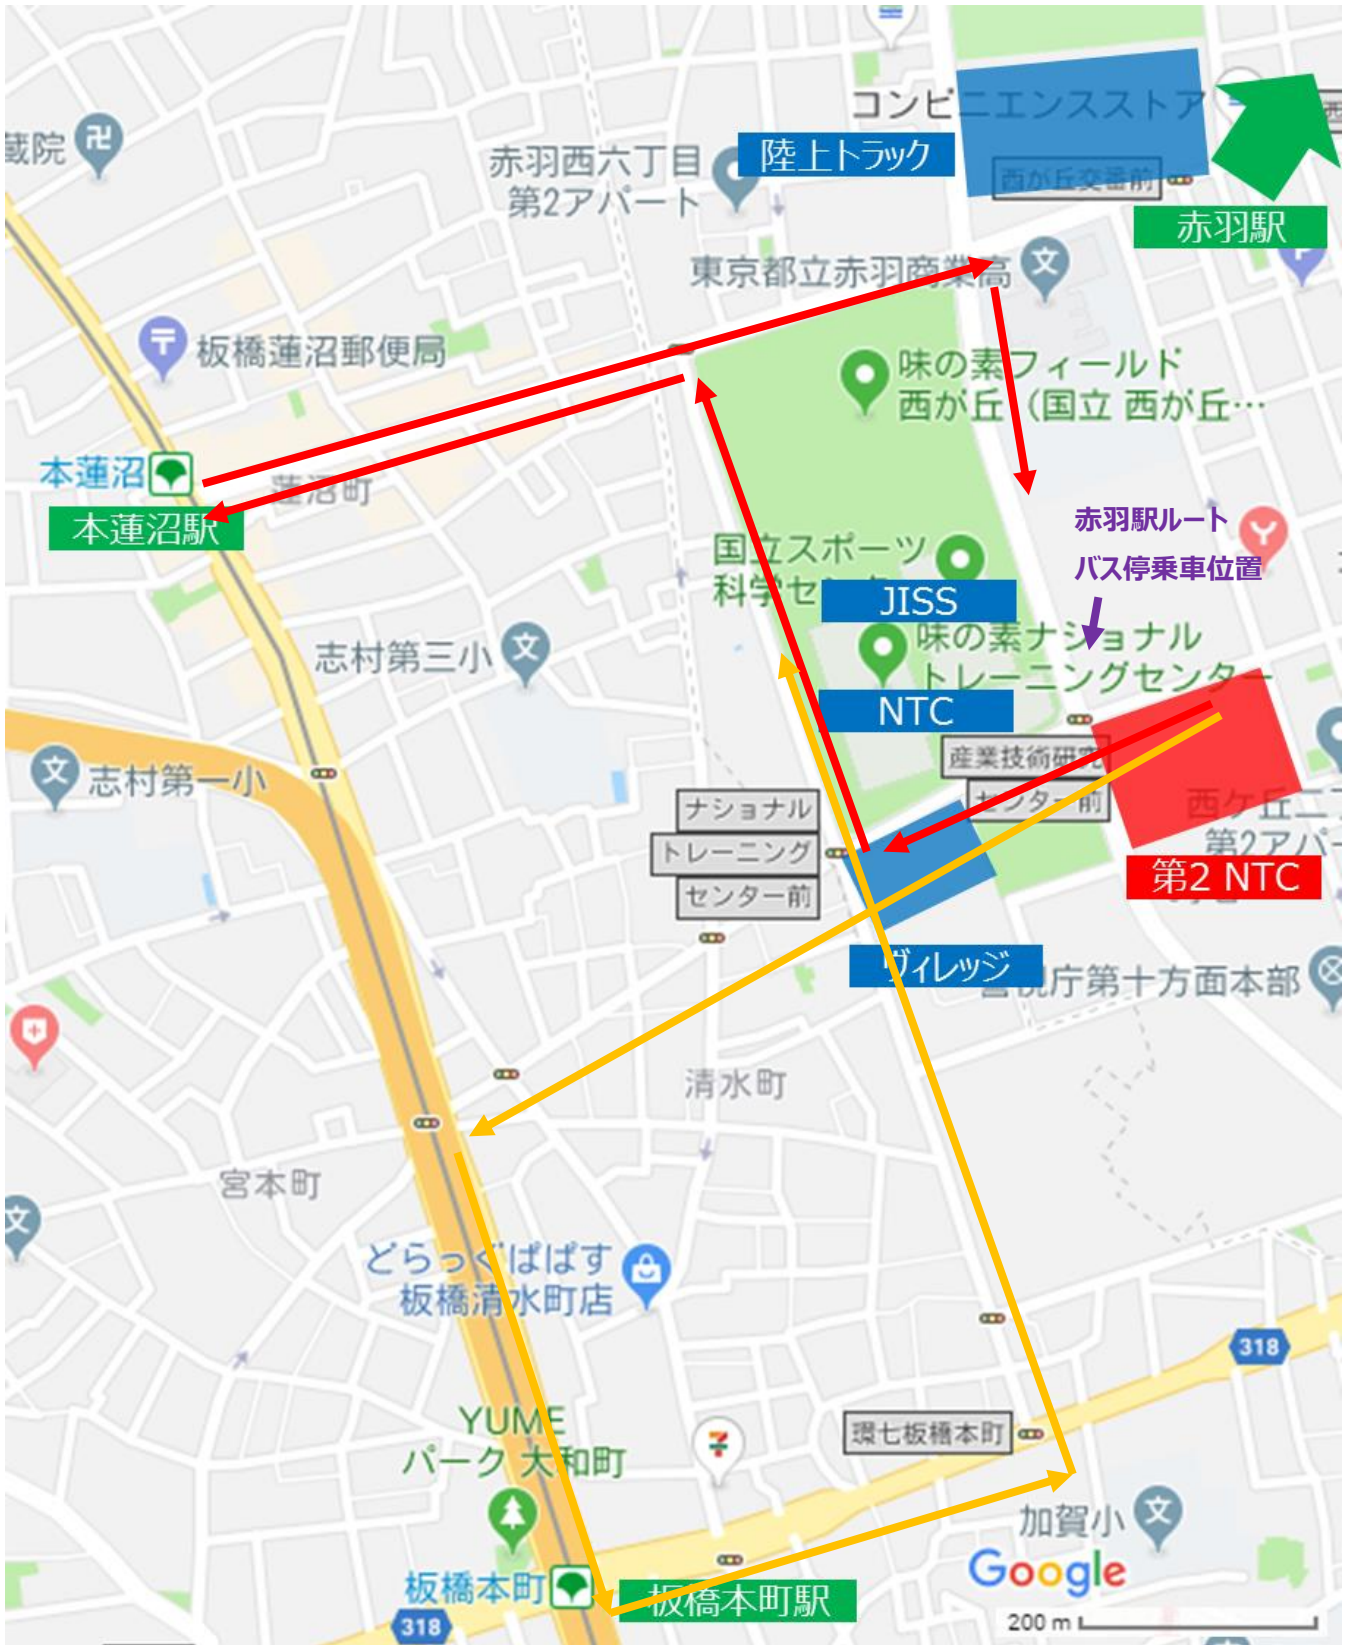 コンビニエンスストア
蔵院
陸上トラック
赤羽西六丁目
第2アパート
西が丘交番前
西
赤羽駅
東京都立赤羽商業高
板橋蓮沼郵便局
味の素フィールド
西が丘（国立 西が丘…
本蓮沼
蓮沼町
本蓮沼駅
赤羽駅ルート
バス停乗車位置
国立スポーツ
科学セ
JISS
志村第三小
味の素ナショナル
トレーニングセンター
NTC
産業技術研究
センター前
志村第一小
ナショナル
トレーニング
センター前
西ケ丘二丁
第2アパー
第2 NTC
ヴィレッジ
警視庁第十方面本部
清水町
宮本町
どらっぐぱぱす
板橋清水町店
318
YUME
パーク 大和町
環七板橋本町
加賀小
板橋本町
板橋本町駅
318
Google
200 m